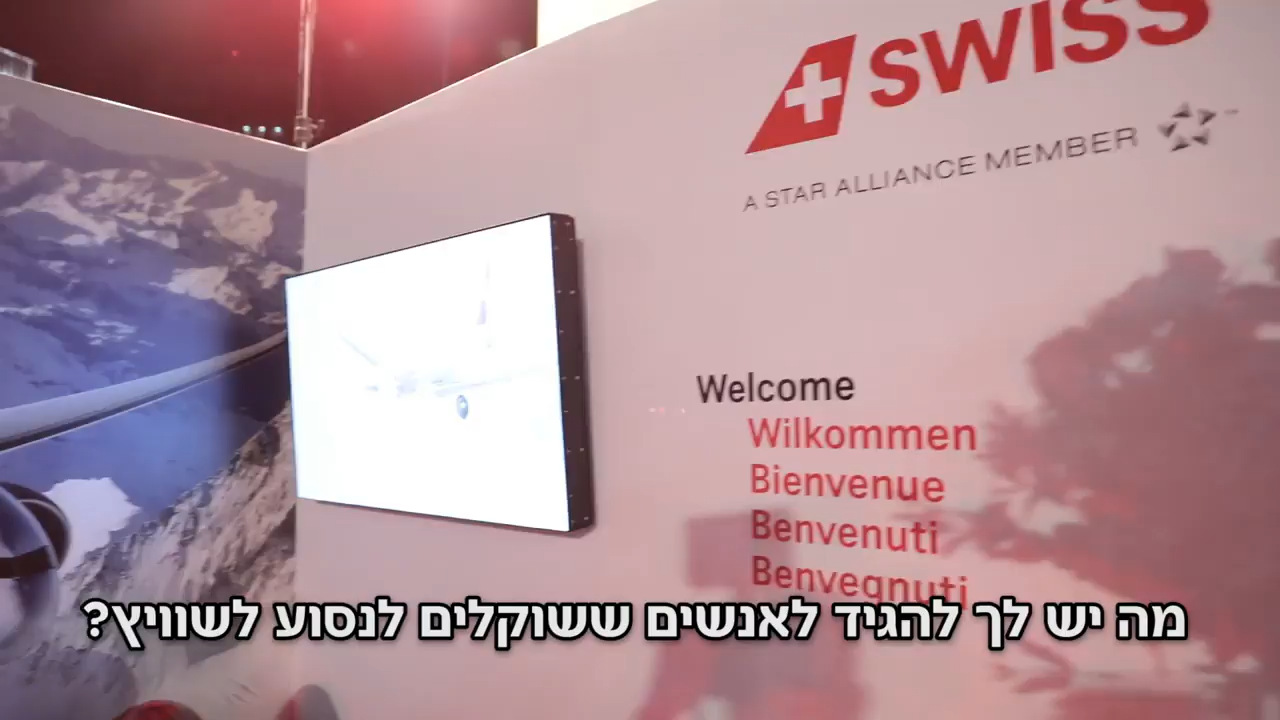 SWISS
A STAR ALLIANCE MEMBER
Welcome
Wilkommen
Bienvenue
Benvenuti
Benvegnuti
מה יש לך להגיד לאנשים ששוקלים לנסוע לשוויץ?